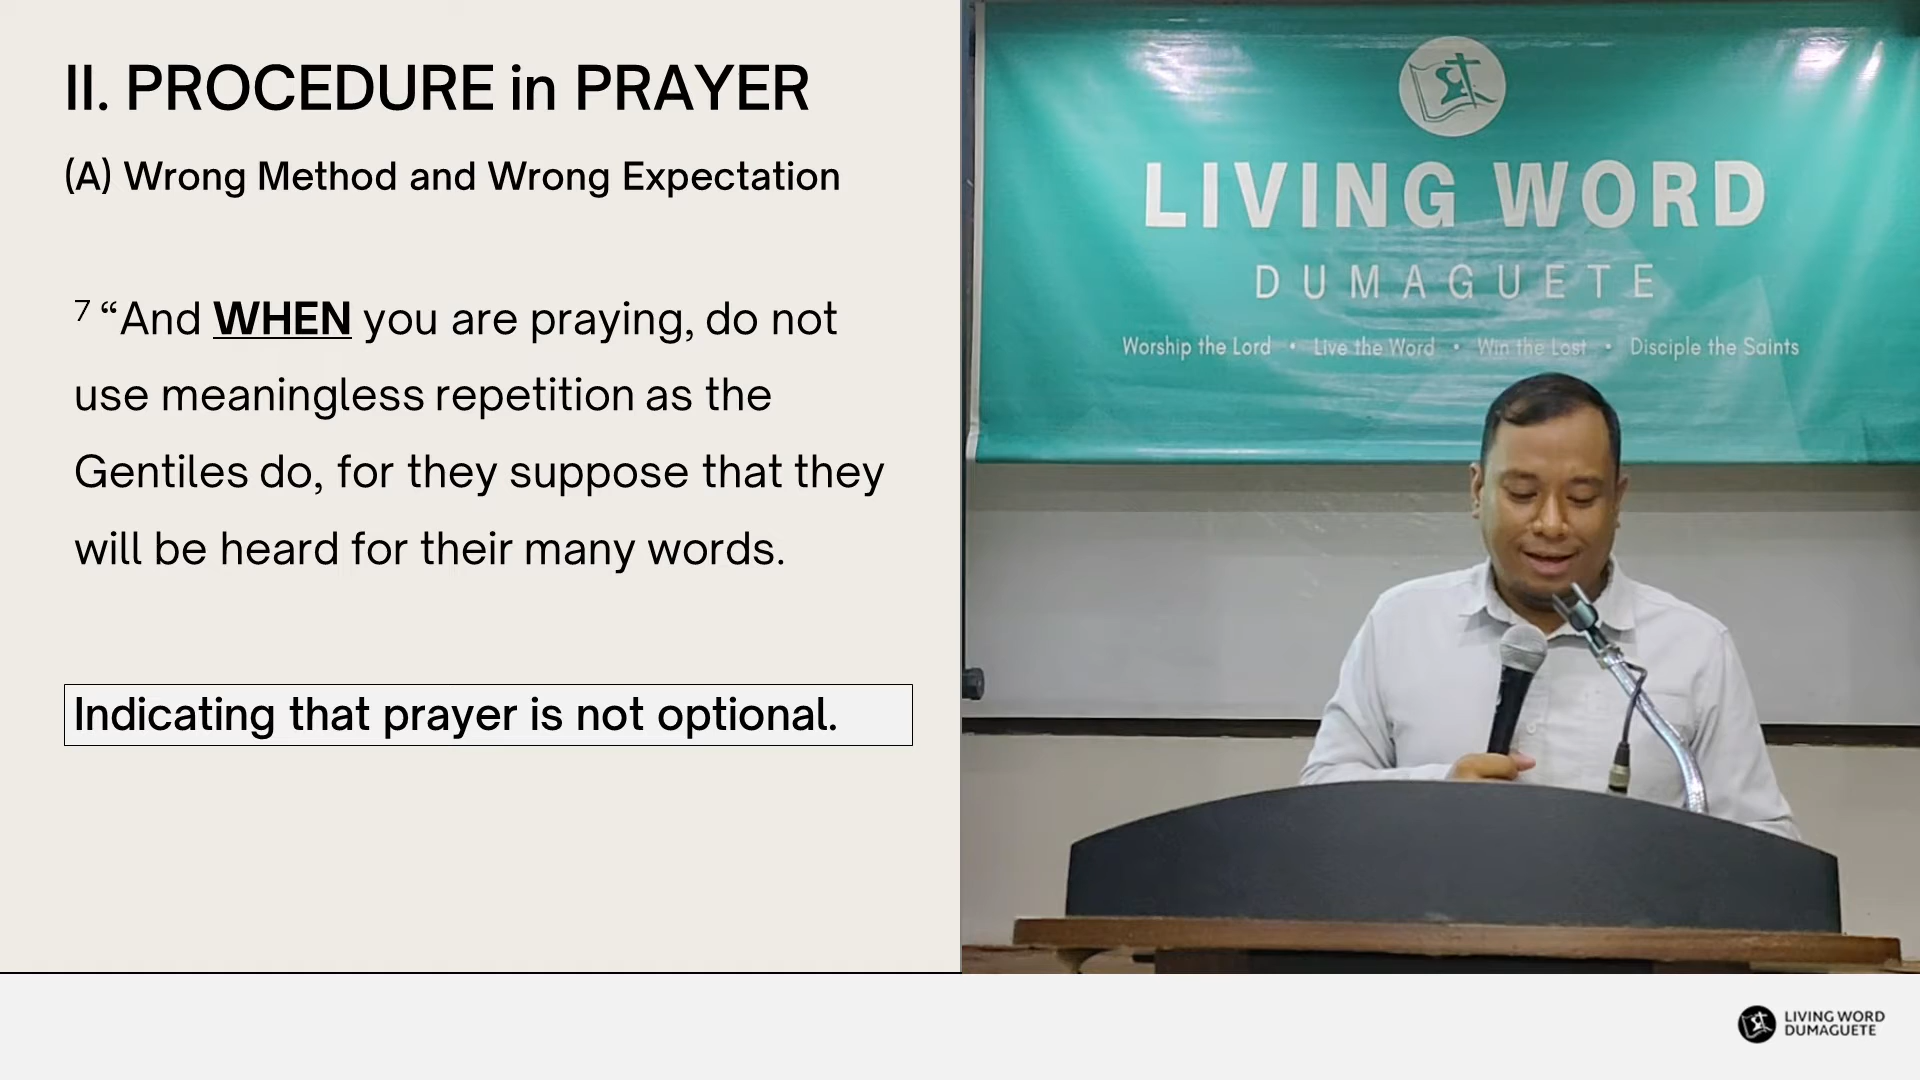 II. PROCEDURE in PRAYER
(A) Wrong Method and Wrong Expectation
7 “And WHEN you are praying, do not
use meaningless repetition as the
Gentiles do, for they suppose that they
will be heard for their many words.
Indicating that prayer is not optional.
LIVING WORD
DUMAGUETE
Worship the Lord • Live the Word • Win the Lost • Disciple the Saints
LIVING WORD
DUMAGUETE